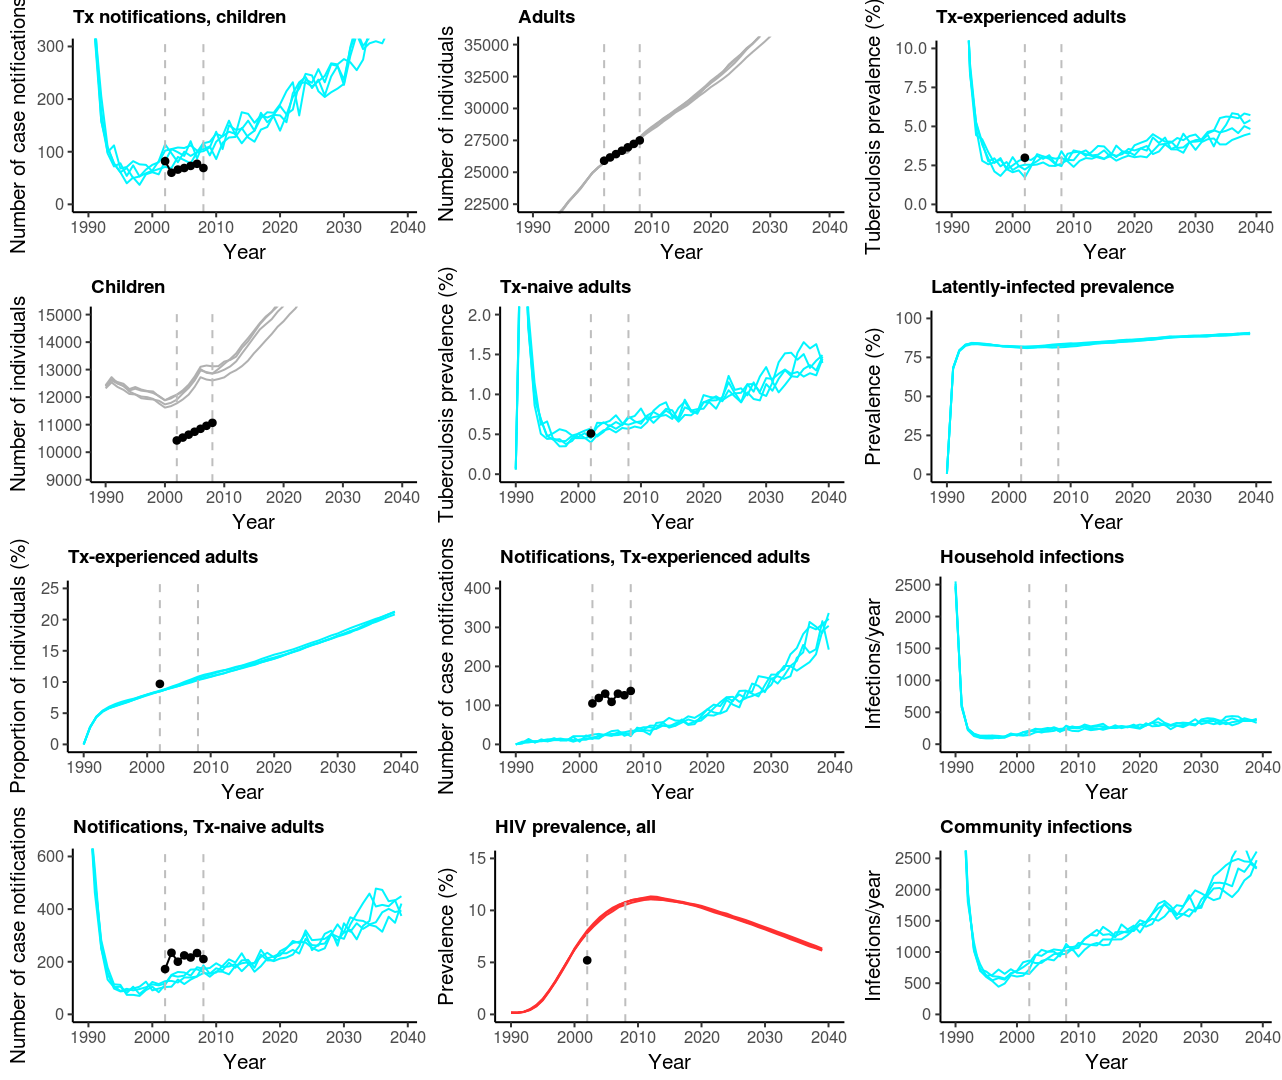 Tx notifications, children
Number of case notifications
300
200
100
0
1990 2000 2010 2020 2030 2040
Year
Adults
Number of individuals
35000
32500
30000
27500
25000
22500
1990 2000 2010 2020 2030 2040
Year
Tx-experienced adults
Tuberculosis prevalence (%)
10.0
7.5
5.0
2.5
0.0
1990 2000 2010 2020 2030 2040
Year
Children
Number of individuals
15000
14000
13000
12000
11000
10000
9000
1990 2000 2010 2020 2030 2040
Year
Tx-naive adults
Tuberculosis prevalence (%)
2.0
1.5
1.0
0.5
0.0
1990 2000 2010 2020 2030 2040
Year
Latently-infected prevalence
Prevalence (%)
100
75
50
25
0
1990 2000 2010 2020 2030 2040
Year
Tx-experienced adults
Proportion of individuals (%)
25
20
15
10
5
0
1990 2000 2010 2020 2030 2040
Year
Notifications, Tx-experienced adults
Number of case notifications
400
300
200
100
0
1990 2000 2010 2020 2030 2040
Year
Household infections
Infections/year
2500
2000
1500
1000
500
0
1990 2000 2010 2020 2030 2040
Year
Notifications, Tx-naive adults
Number of case notifications
600
400
200
0
1990 2000 2010 2020 2030 2040
Year
HIV prevalence, all
Prevalence (%)
15
10
5
0
1990 2000 2010 2020 2030 2040
Year
Community infections
Infections/year
2500
2000
1500
1000
500
0
1990 2000 2010 2020 2030 2040
Year